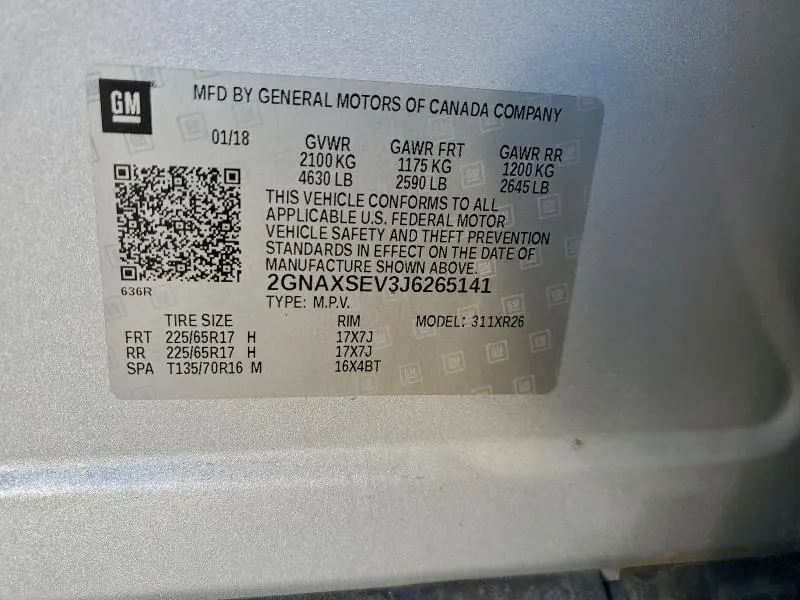 GM
MFD BY GENERAL MOTORS OF CANADA COMPANY
01/18 GVWR GAWR FRT GAWR RR
2100 KG 1175 KG 1200 KG
4630 LB 2590 LB 2645 LB
THIS VEHICLE CONFORMS TO ALL
APPLICABLE U.S. FEDERAL MOTOR
VEHICLE SAFETY AND THEFT PREVENTION
STANDARDS IN EFFECT ON THE DATE OF
MANUFACTURE SHOWN ABOVE.
636R
2GNAXSEV3J6265141
TYPE: M.P.V.
TIRE SIZE RIM MODEL: 311XR26
FRT 225/65R17 H 17X7J
RR 225/65R17 H 17X7J
SPA T135/70R16 M 16X4BT